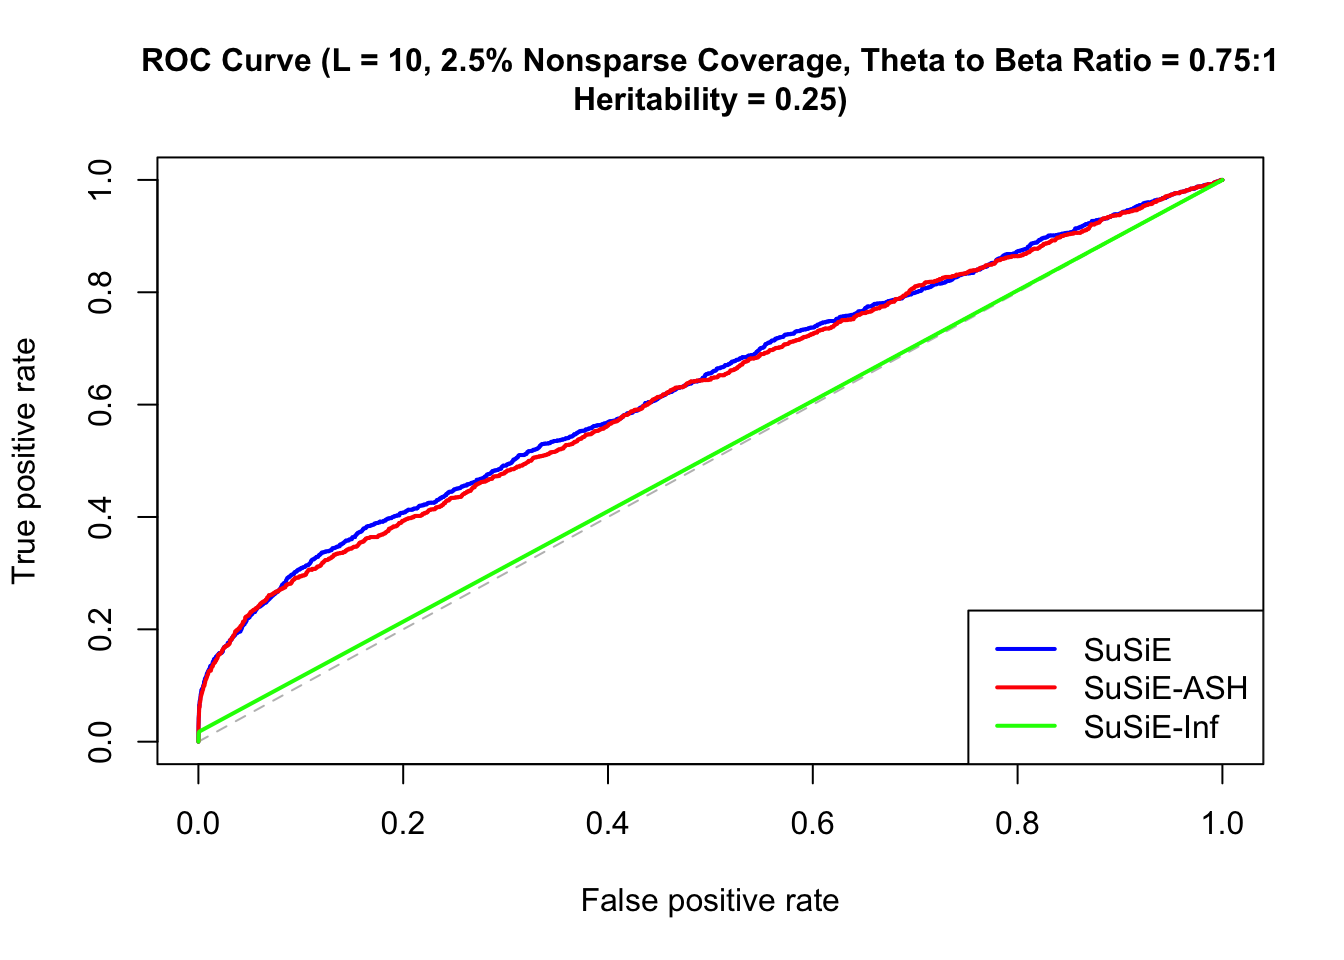 ROC Curve (L = 10, 2.5% Nonsparse Coverage, Theta to Beta Ratio = 0.75:1
Heritability = 0.25)
True positive rate
1.0
0.8
0.6
0.4
0.2
0.0
SuSiE
SuSiE-ASH
SuSiE-Inf
0.0 0.2 0.4 0.6 0.8 1.0
False positive rate